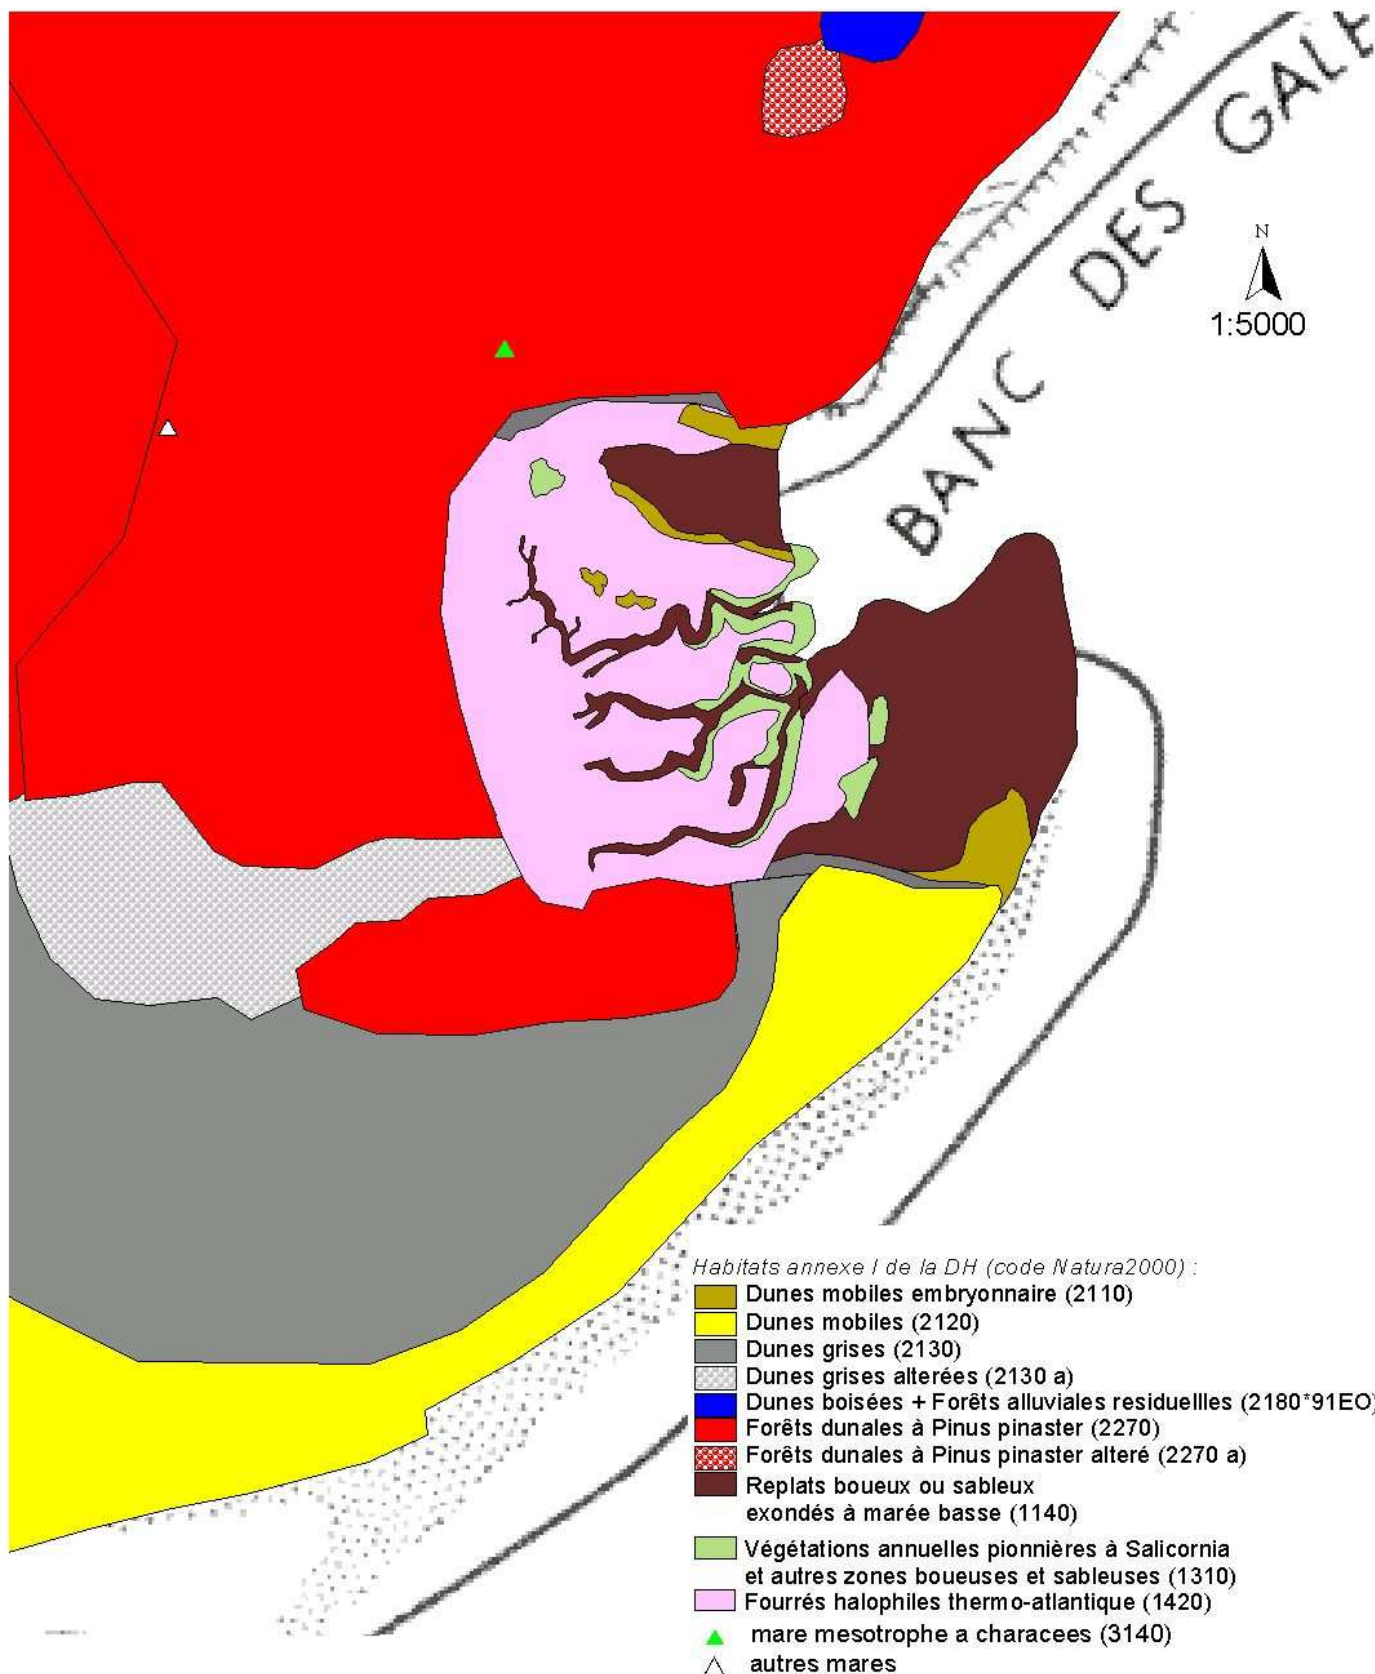 BANC DES GALE
N
1:5000
Habitats annexe I de la DH (code Natura2000) :
Dunes mobiles embryonnaire (2110)
Dunes mobiles (2120)
Dunes grises (2130)
Dunes grises alterées (2130 a)
Dunes boisées + Forêts alluviales residuellles (2180*91EO)
Forêts dunales à Pinus pinaster (2270)
Forêts dunales à Pinus pinaster alteré (2270 a)
Replats boueux ou sableux
exondés à marée basse (1140)
Végétations annuelles pionnières à Salicornia
et autres zones boueuses et sableuses (1310)
Fourrés halophiles thermo-atlantique (1420)
mare mesotrophe a characees (3140)
autres mares